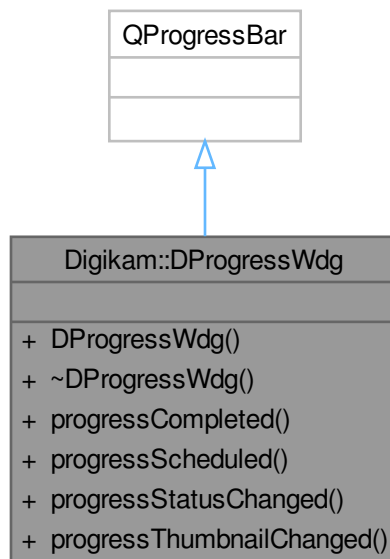 QProgressBar
Digikam::DProgressWdg
+ DProgressWdg()
+ ~DProgressWdg()
+ progressCompleted()
+ progressScheduled()
+ progressStatusChanged()
+ progressThumbnailChanged()